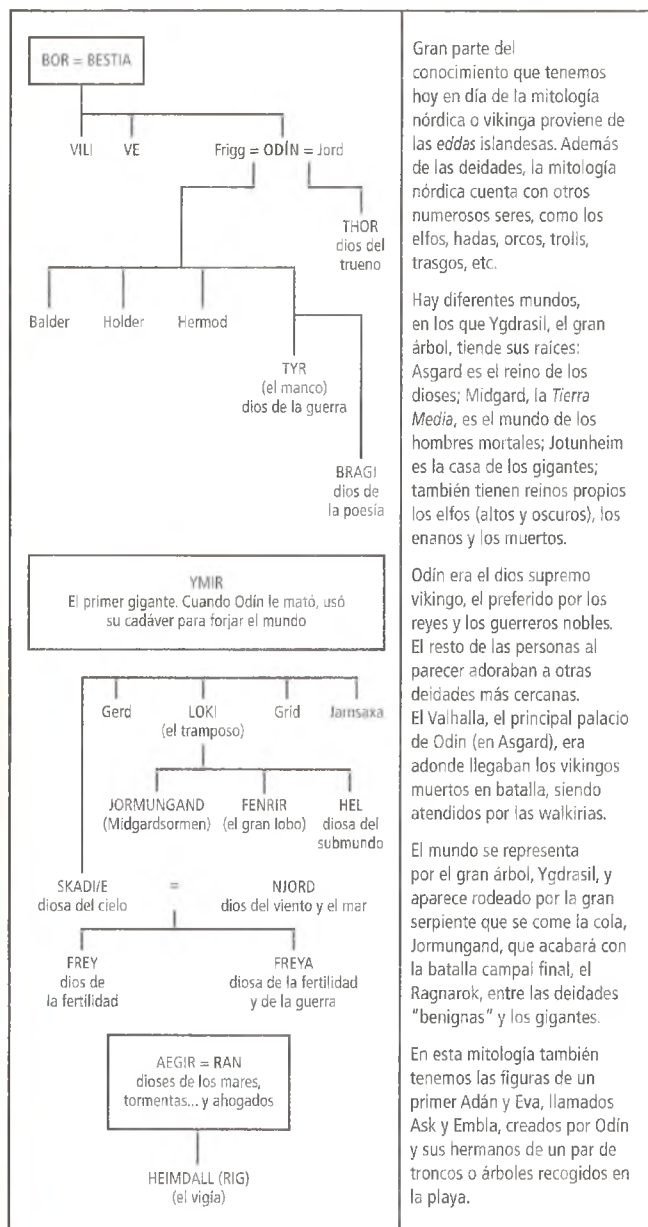 BOR = BESTIA
VILI VE Frigg = ODÍN = Jord
THOR
dios del
trueno
Balder Holder Hermod
TYR
(el manco)
dios de la guerra
BRAGI
dios de
la poesía
YMIR
El primer gigante. Cuando Odín le mató, usó
su cadáver para forjar el mundo
Gerd LOKI Grid Jamsaxa
(el tramposo)
JORMUNGAND FENRIR HEL
(Midgardsormen) (el gran lobo) diosa del
submundo
SKADI/E = NJORD
diosa del cielo dios del viento y el mar
FREY FREYA
dios de diosa de la fertilidad
la fertilidad y de la guerra
AEGIR = RAN
dioses de los mares,
tormentas... y ahogados
HEIMDALL (RIG)
(el vigía)
Gran parte del
conocimiento que tenemos
hoy en día de la mitología
nórdica o vikinga proviene de
las eddas islandesas. Además
de las deidades, la mitología
nórdica cuenta con otros
numerosos seres, como los
elfos, hadas, orcos, trolis,
trasgos, etc.
Hay diferentes mundos,
en los que Ygdrasil, el gran
árbol, tiende sus raíces:
Asgard es el reino de los
dioses; Midgard, la Tierra
Media, es el mundo de los
hombres mortales; Jotunheim
es la casa de los gigantes;
también tienen reinos propios
los elfos (altos y oscuros), los
enanos y los muertos.
Odín era el dios supremo
vikingo, el preferido por los
reyes y los guerreros nobles.
El resto de las personas al
parecer adoraban a otras
deidades más cercanas.
El Valhalla, el principal palacio
de Odin (en Asgard), era
adonde llegaban los vikingos
muertos en batalla, siendo
atendidos por las walkirias.
El mundo se representa
por el gran árbol, Ygdrasil, y
aparece rodeado por la gran
serpiente que se come la cola,
Jormungand, que acabará con
la batalla campal final, el
Ragnarok, entre las deidades
"benignas" y los gigantes.
En esta mitología también
tenemos las figuras de un
primer Adán y Eva, llamados
Ask y Embla, creados por Odín
y sus hermanos de un par de
troncos o árboles recogidos en
la playa.